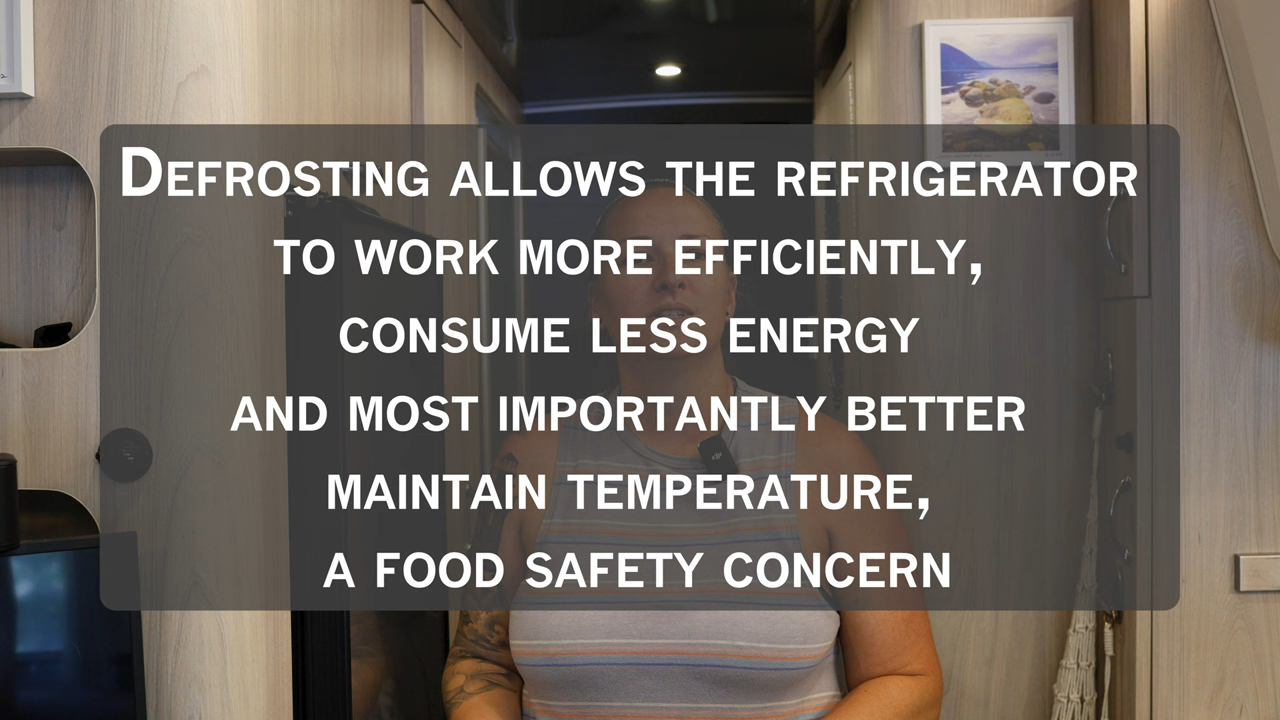 Defrosting allows the refrigerator
to work more efficiently,
consume less energy
and most importantly better
maintain temperature,
a food safety concern